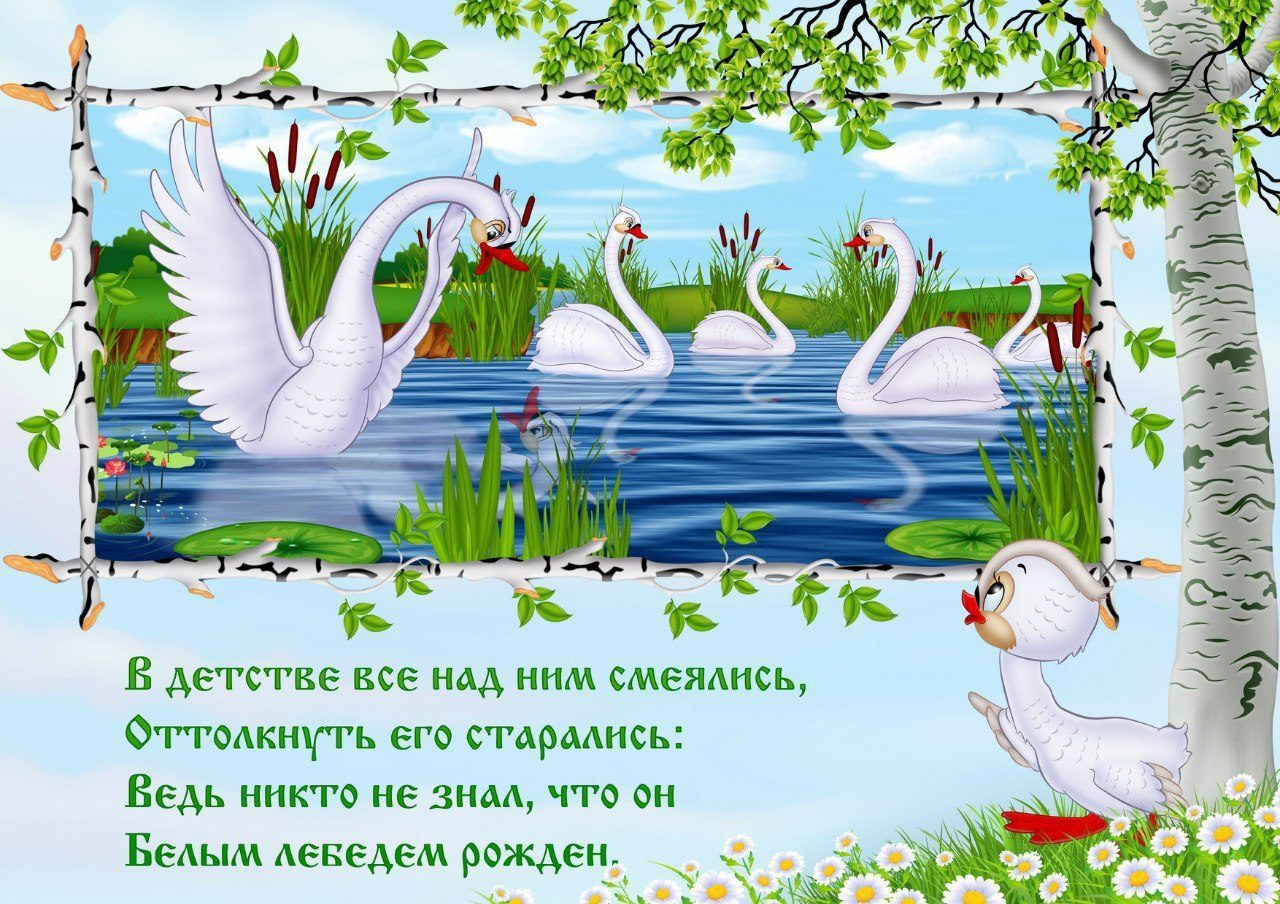 В детстве все над ним смеялись,
Оттолкнуть его старались:
Ведь никто не знал, что он
Белым лебедем рожден.